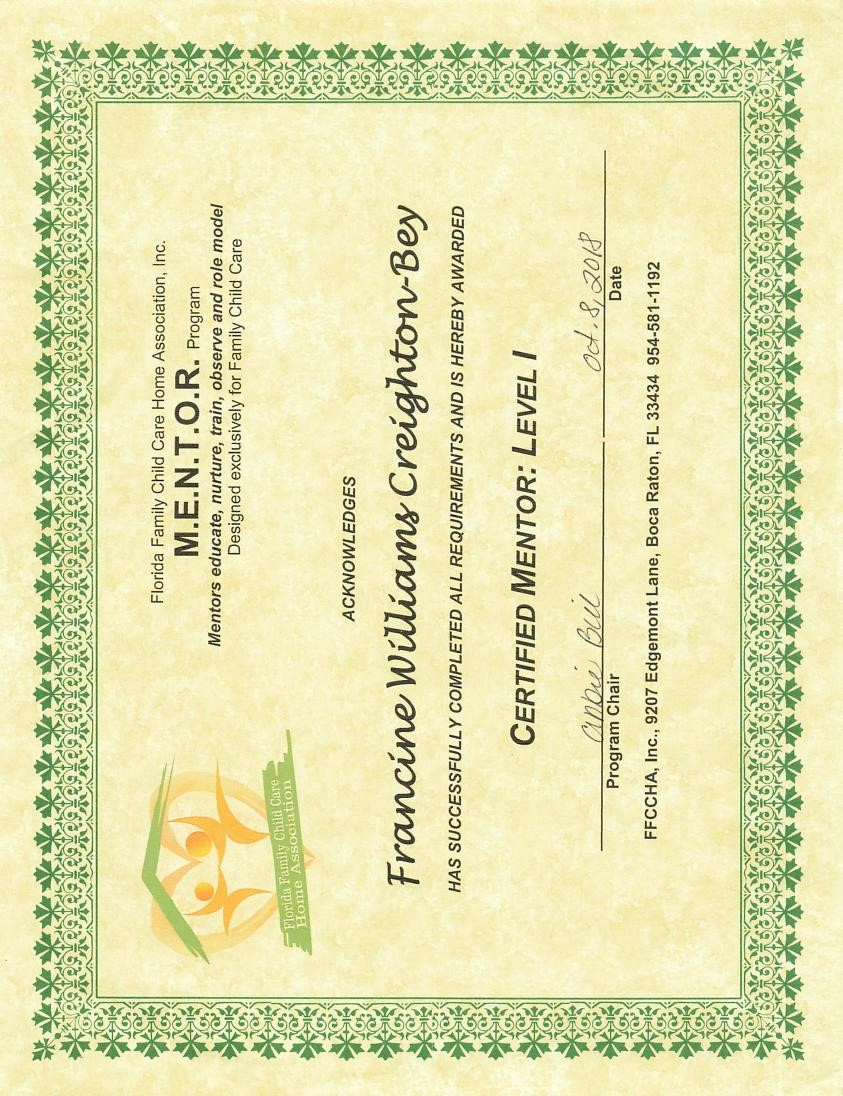 Florida Family Child Care Home Association, Inc.
M.E.N.T.O.R. Program
Mentors educate, nurture, train, observe and role model
Designed exclusively for Family Child Care
Florida Family Child Care
Home Association
ACKNOWLEDGES
Francine Williams Creighton-Bey
HAS SUCCESSFULLY COMPLETED ALL REQUIREMENTS AND IS HEREBY AWARDED
CERTIFIED MENTOR: LEVEL I
Oct. 8, 2018
Program Chair Date
FFCCHA, Inc., 9207 Edgemont Lane, Boca Raton, FL 33434 954-581-1192